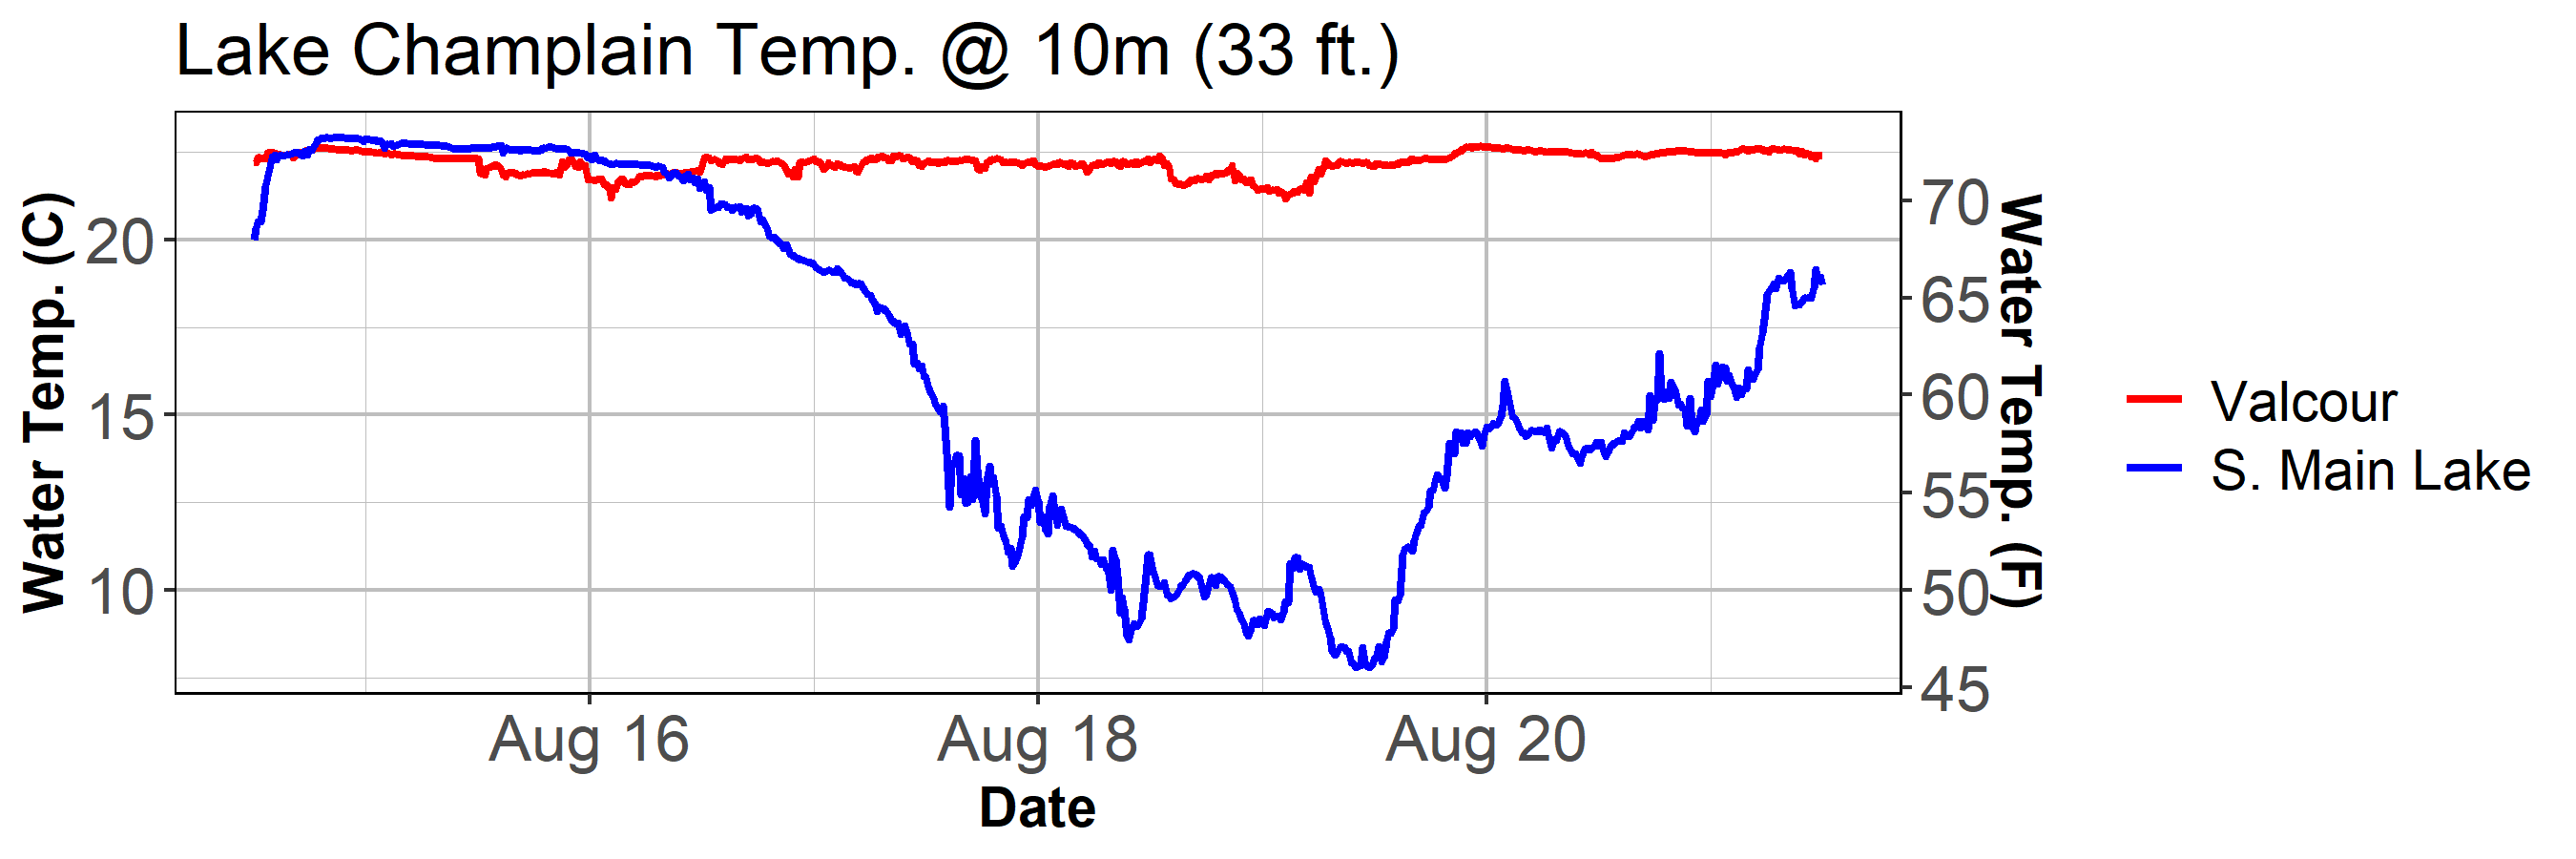 Lake Champlain Temp. @ 10m (33 ft.)
Water Temp. (C)
20
15
10
70
65
60
55
50
45
Water Temp. (F)
Aug 16
Aug 18
Aug 20
Date
Valcour
S. Main Lake